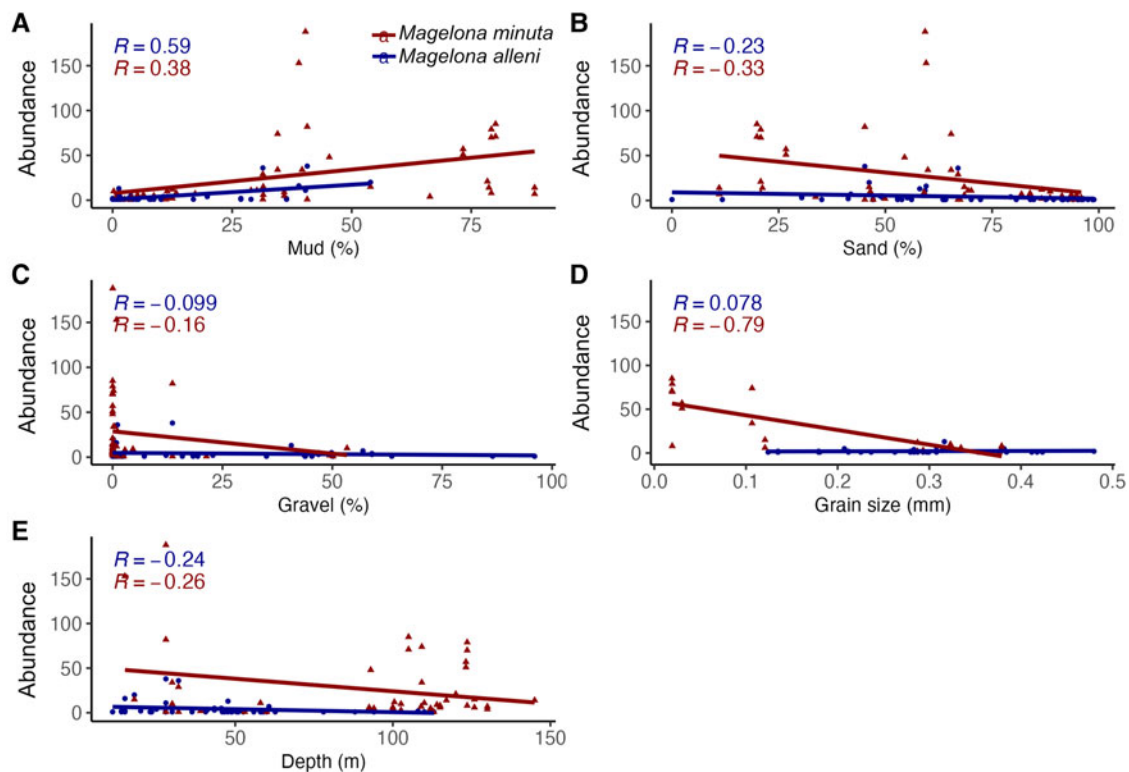 A
Abundance
150
100
50
0
R = 0.59
R = 0.38
a Magelona minuta
a Magelona alleni
0 25 50 75
Mud (%)
B
Abundance
150
100
50
0
R = −0.23
R = −0.33
0 25 50 75 100
Sand (%)
C
Abundance
150
100
50
0
R = −0.099
R = −0.16
0 25 50 75 100
Gravel (%)
D
Abundance
150
100
50
0
R = 0.078
R = −0.79
0.0 0.1 0.2 0.3 0.4 0.5
Grain size (mm)
E
Abundance
150
100
50
0
R = −0.24
R = −0.26
50 100 150
Depth (m)